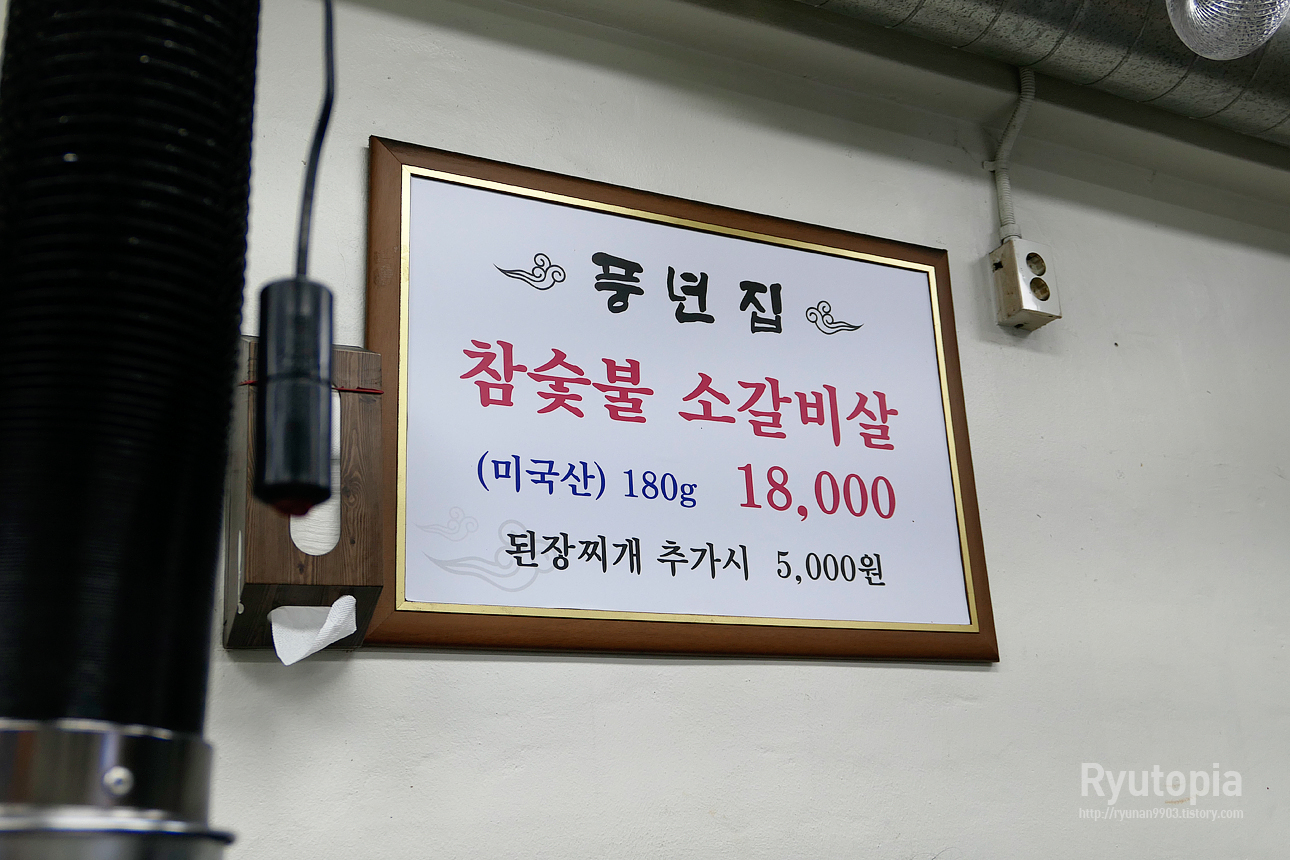 풍년집
참숯불 소갈비살
(미국산) 180g 18,000
된장찌개 추가시 5,000원
Ryutopia
http://ryunan9903.tistory.com